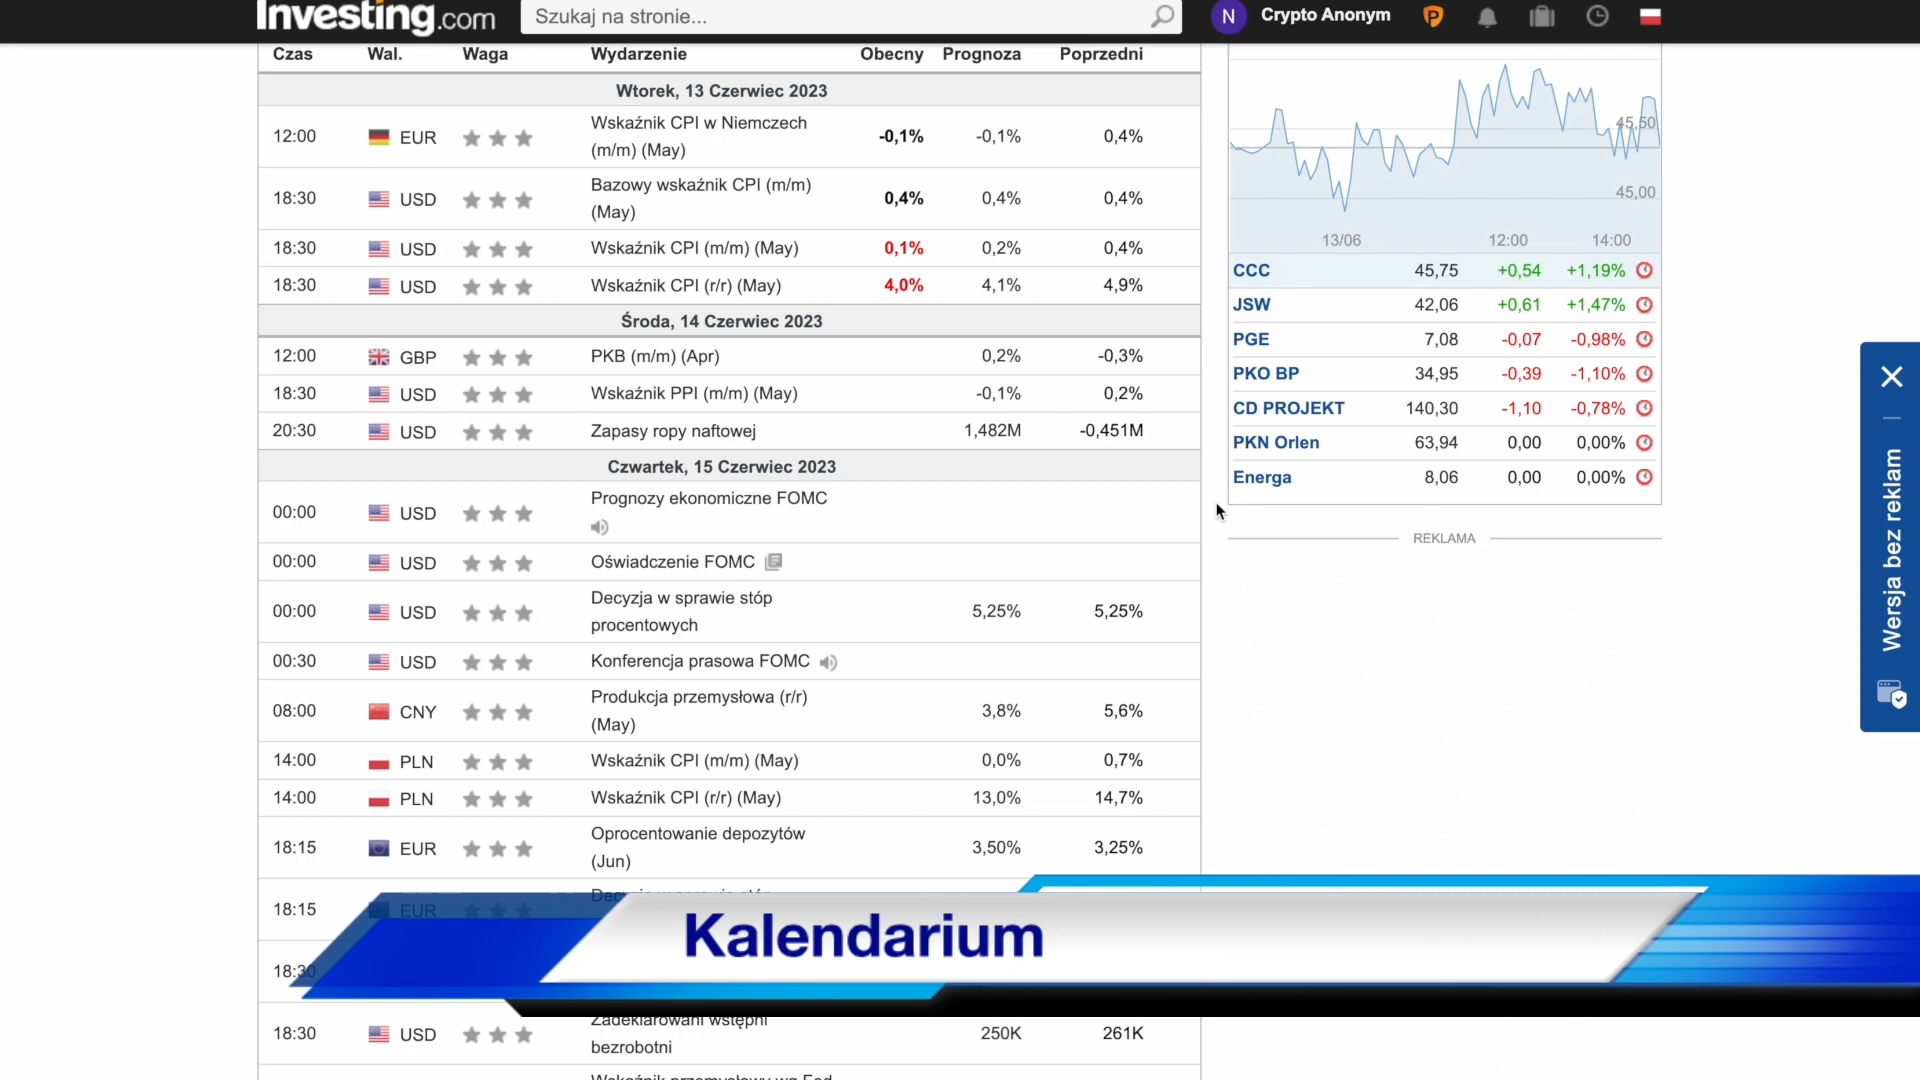 Investing.com Szukaj na stronie... N Crypto Anonym P
Czas Wal. Waga Wydarzenie Obecny Prognoza Poprzedni
Wtorek, 13 Czerwiec 2023
12:00 EUR Wskaźnik CPI w Niemczech (m/m) (May) -0,1% -0,1% 0,4%
18:30 USD Bazowy wskaźnik CPI (m/m) (May) 0,4% 0,4% 0,4%
18:30 USD Wskaźnik CPI (m/m) (May) 0,1% 0,2% 0,4%
18:30 USD Wskaźnik CPI (r/r) (May) 4,0% 4,1% 4,9%
Środa, 14 Czerwiec 2023
12:00 GBP PKB (m/m) (Apr) 0,2% -0,3%
18:30 USD Wskaźnik PPI (m/m) (May) -0,1% 0,2%
20:30 USD Zapasy ropy naftowej 1,482M -0,451M
Czwartek, 15 Czerwiec 2023
00:00 USD Prognozy ekonomiczne FOMC
00:00 USD Oświadczenie FOMC
00:00 USD Decyzja w sprawie stóp procentowych 5,25% 5,25%
00:30 USD Konferencja prasowa FOMC
08:00 CNY Produkcja przemysłowa (r/r) (May) 3,8% 5,6%
14:00 PLN Wskaźnik CPI (m/m) (May) 0,0% 0,7%
14:00 PLN Wskaźnik CPI (r/r) (May) 13,0% 14,7%
18:15 EUR Oprocentowanie depozytów (Jun) 3,50% 3,25%
18:15 EUR
18:30
18:30 USD Zadeklarowani wstępni bezrobotni 250K 261K
Wskaźnik przemysłowy wg Fed
45,50
45,00
13/06 12:00 14:00
CCC 45,75 +0,54 +1,19%
JSW 42,06 +0,61 +1,47%
PGE 7,08 -0,07 -0,98%
PKO BP 34,95 -0,39 -1,10%
CD PROJEKT 140,30 -1,10 -0,78%
PKN Orlen 63,94 0,00 0,00%
Energa 8,06 0,00 0,00%
REKLAMA
Wersja bez reklam
Kalendarium